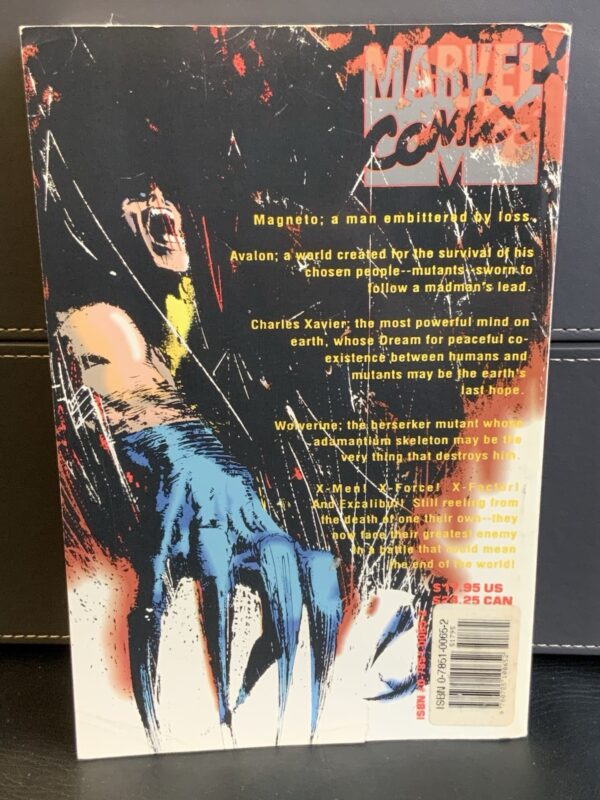 MARVEL
COMIX
M
Magneto; a man embittered by loss.
Avalon; a world created for the survival of his
chosen people--mutants--sworn to
follow a madman's lead.
Charles Xavier; the most powerful mind on
earth, whose Dream for peaceful co-
existence between humans and
mutants may be the earth's
last hope.
Wolverine; the berserker mutant whose
adamantium skeleton may be the
very thing that destroys him.
X-Men! X-Force! X-Factor!
And Excalibur! Still reeling from
the death of one their own--they
now face their greatest enemy
in a battle that could mean
the end of the world!
.95 US
.25 CAN
ISBN
ISBN 0-7851-0065-2
51795